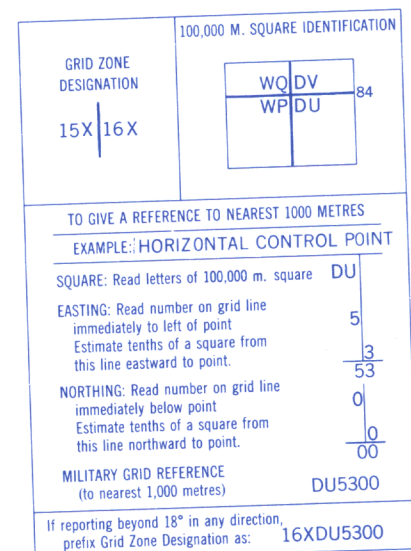 GRID ZONE
DESIGNATION
15X 16X
100,000 M. SQUARE IDENTIFICATION
WQ DV
84
WP DU
TO GIVE A REFERENCE TO NEAREST 1000 METRES
EXAMPLE: HORIZONTAL CONTROL POINT
SQUARE: Read letters of 100,000 m. square DU
EASTING: Read number on grid line
immediately to left of point 5
Estimate tenths of a square from
this line eastward to point. 3
53
NORTHING: Read number on grid line
immediately below point 0
Estimate tenths of a square from
this line northward to point. 0
00
MILITARY GRID REFERENCE
(to nearest 1,000 metres) DU5300
If reporting beyond 18° in any direction,
prefix Grid Zone Designation as: 16XDU5300